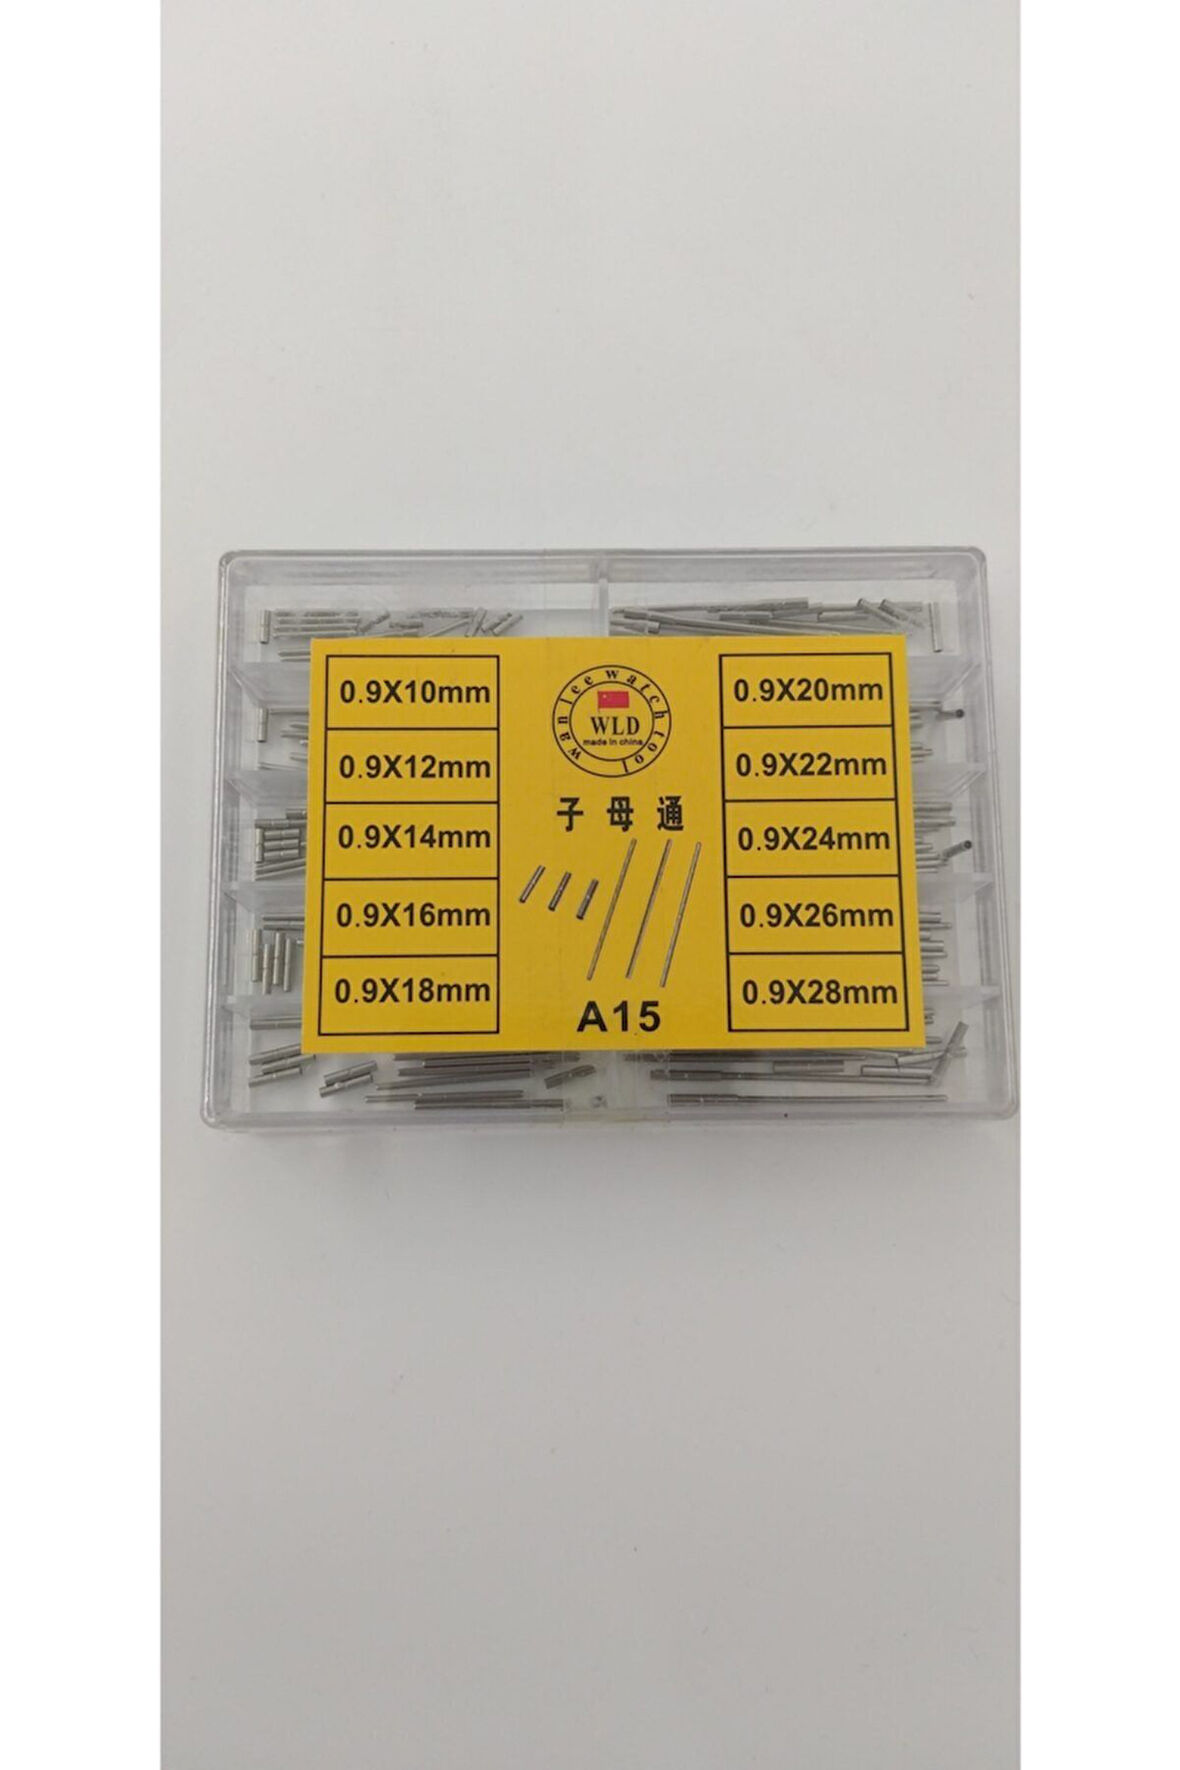 0.9X10mm
0.9X12mm
0.9X14mm
0.9X16mm
0.9X18mm
wanlee watch tool
WLD
made in china
子母通
A15
0.9X20mm
0.9X22mm
0.9X24mm
0.9X26mm
0.9X28mm